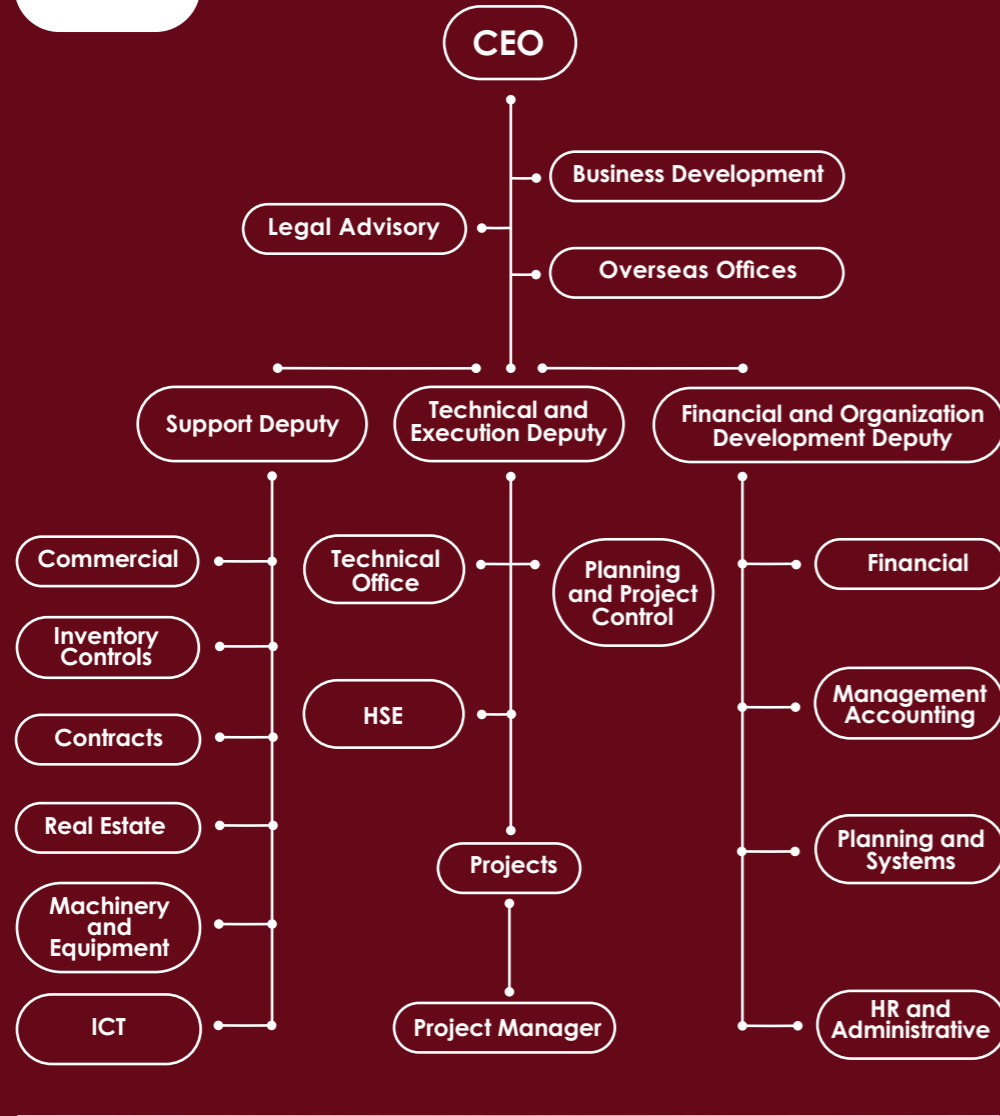 CEO
Business Development
Legal Advisory
Overseas Offices
Support Deputy
Technical and
Execution Deputy
Financial and Organization
Development Deputy
Commercial
Inventory
Controls
Contracts
Real Estate
Machinery
and
Equipment
ICT
Technical
Office
Planning
and Project
Control
HSE
Projects
Project Manager
Financial
Management
Accounting
Planning and
Systems
HR and
Administrative